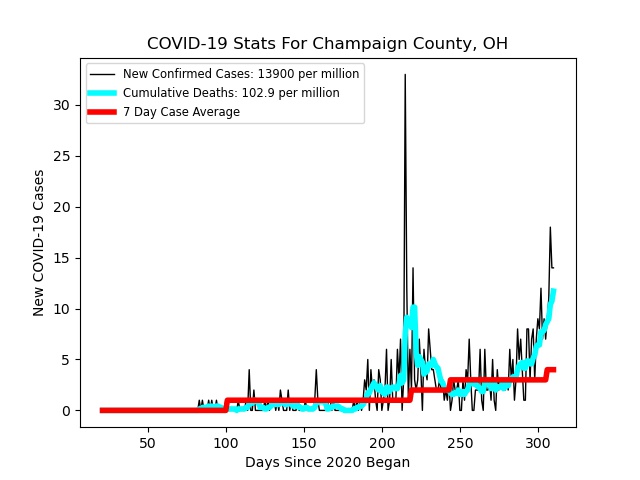 COVID-19 Stats For Champaign County, OH
New Confirmed Cases: 13900 per million
Cumulative Deaths: 102.9 per million
7 Day Case Average
New COVID-19 Cases
30
25
20
15
10
5
0
50 100 150 200 250 300
Days Since 2020 Began